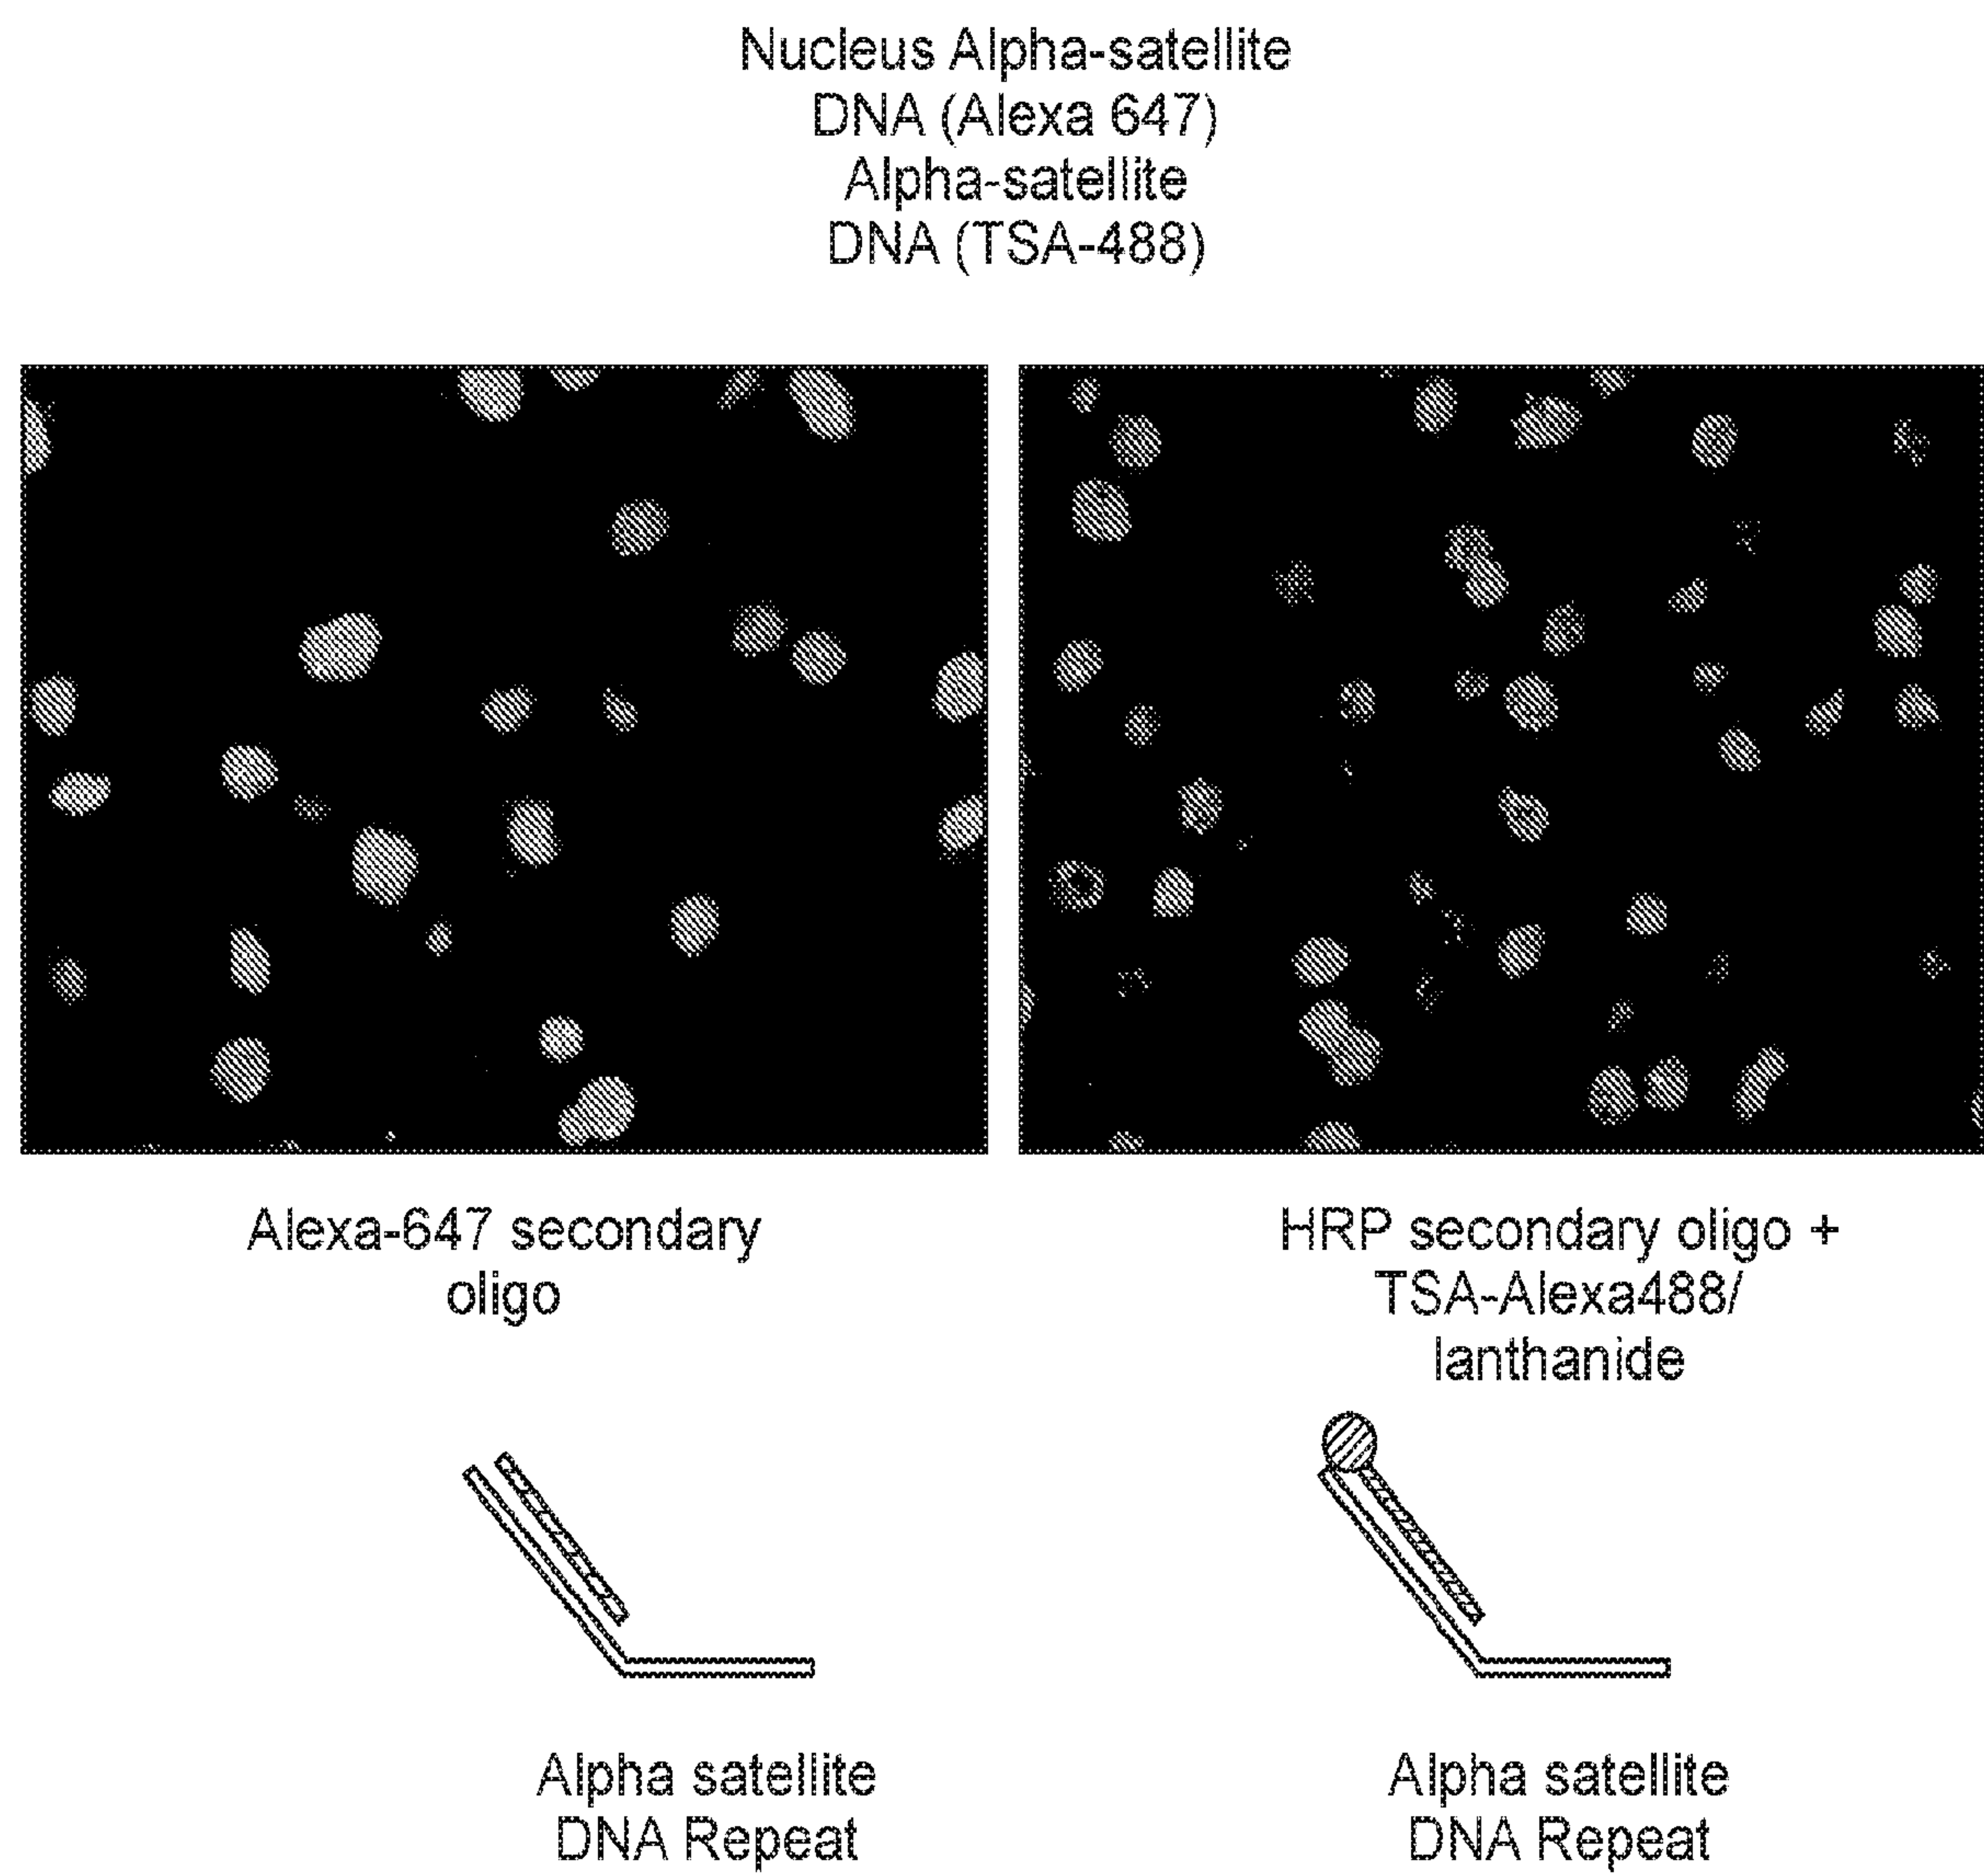 Nucleus Alpha-satellite
DNA (Alexa 647)
Alpha-satellite
DNA (TSA-488)
Alexa-647 secondary
oligo
HRP secondary oligo +
TSA-Alexa488/
lanthanide
Alpha satellite
DNA Repeat
Alpha satellite
DNA Repeat